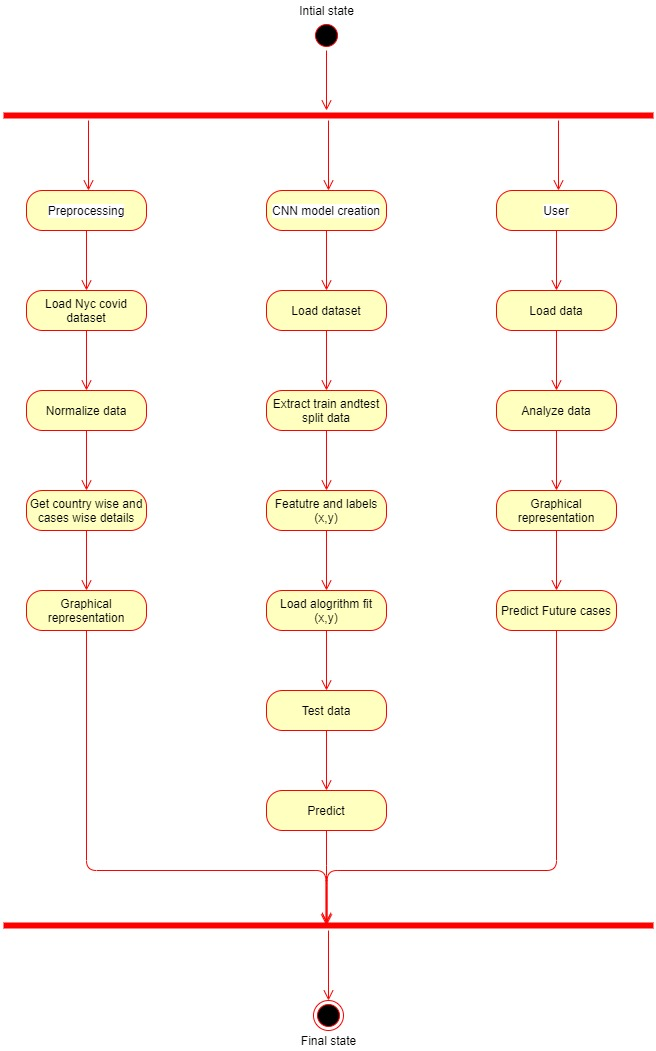 Intial state
Preprocessing
CNN model creation
User
Load Nyc covid
dataset
Load dataset
Load data
Normalize data
Extract train andtest
split data
Analyze data
Get country wise and
cases wise details
Featutre and labels
(x,y)
Graphical
representation
Graphical
representation
Load alogrithm fit
(x,y)
Predict Future cases
Test data
Predict
Final state